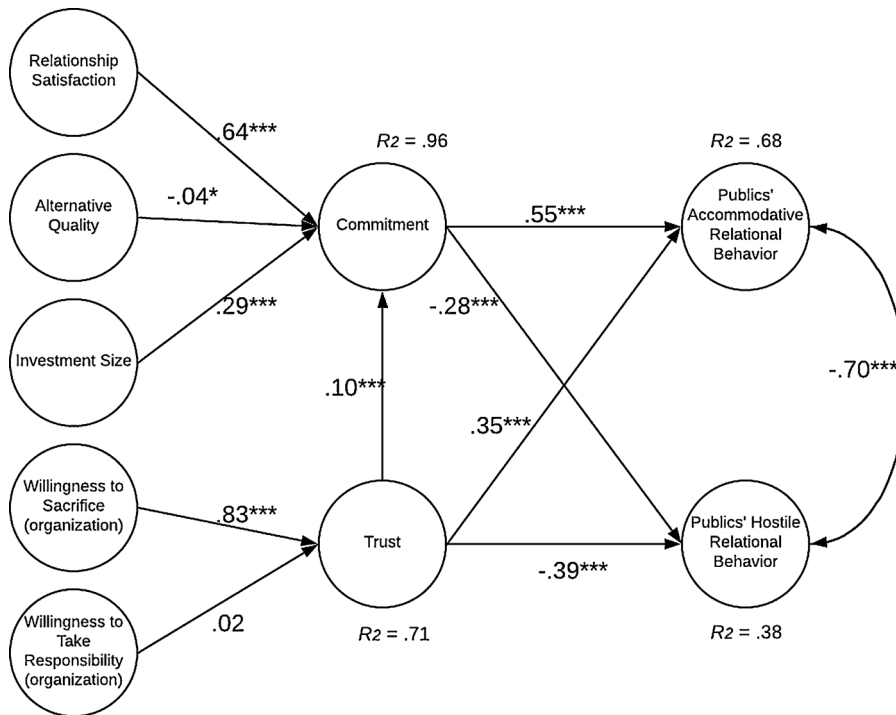 Relationship
Satisfaction
.64***
R2 = .96
R2 = .68
Alternative
Quality
-.04*
Commitment
.55***
Publics'
Accommodative
Relational
Behavior
Investment Size
.29***
-.28***
.10***
.35***
-.70***
Willingness to
Sacrifice
(organization)
.83***
Trust
-.39***
Publics' Hostile
Relational
Behavior
Willingness to
Take
Responsibility
(organization)
.02
R2 = .71
R2 = .38